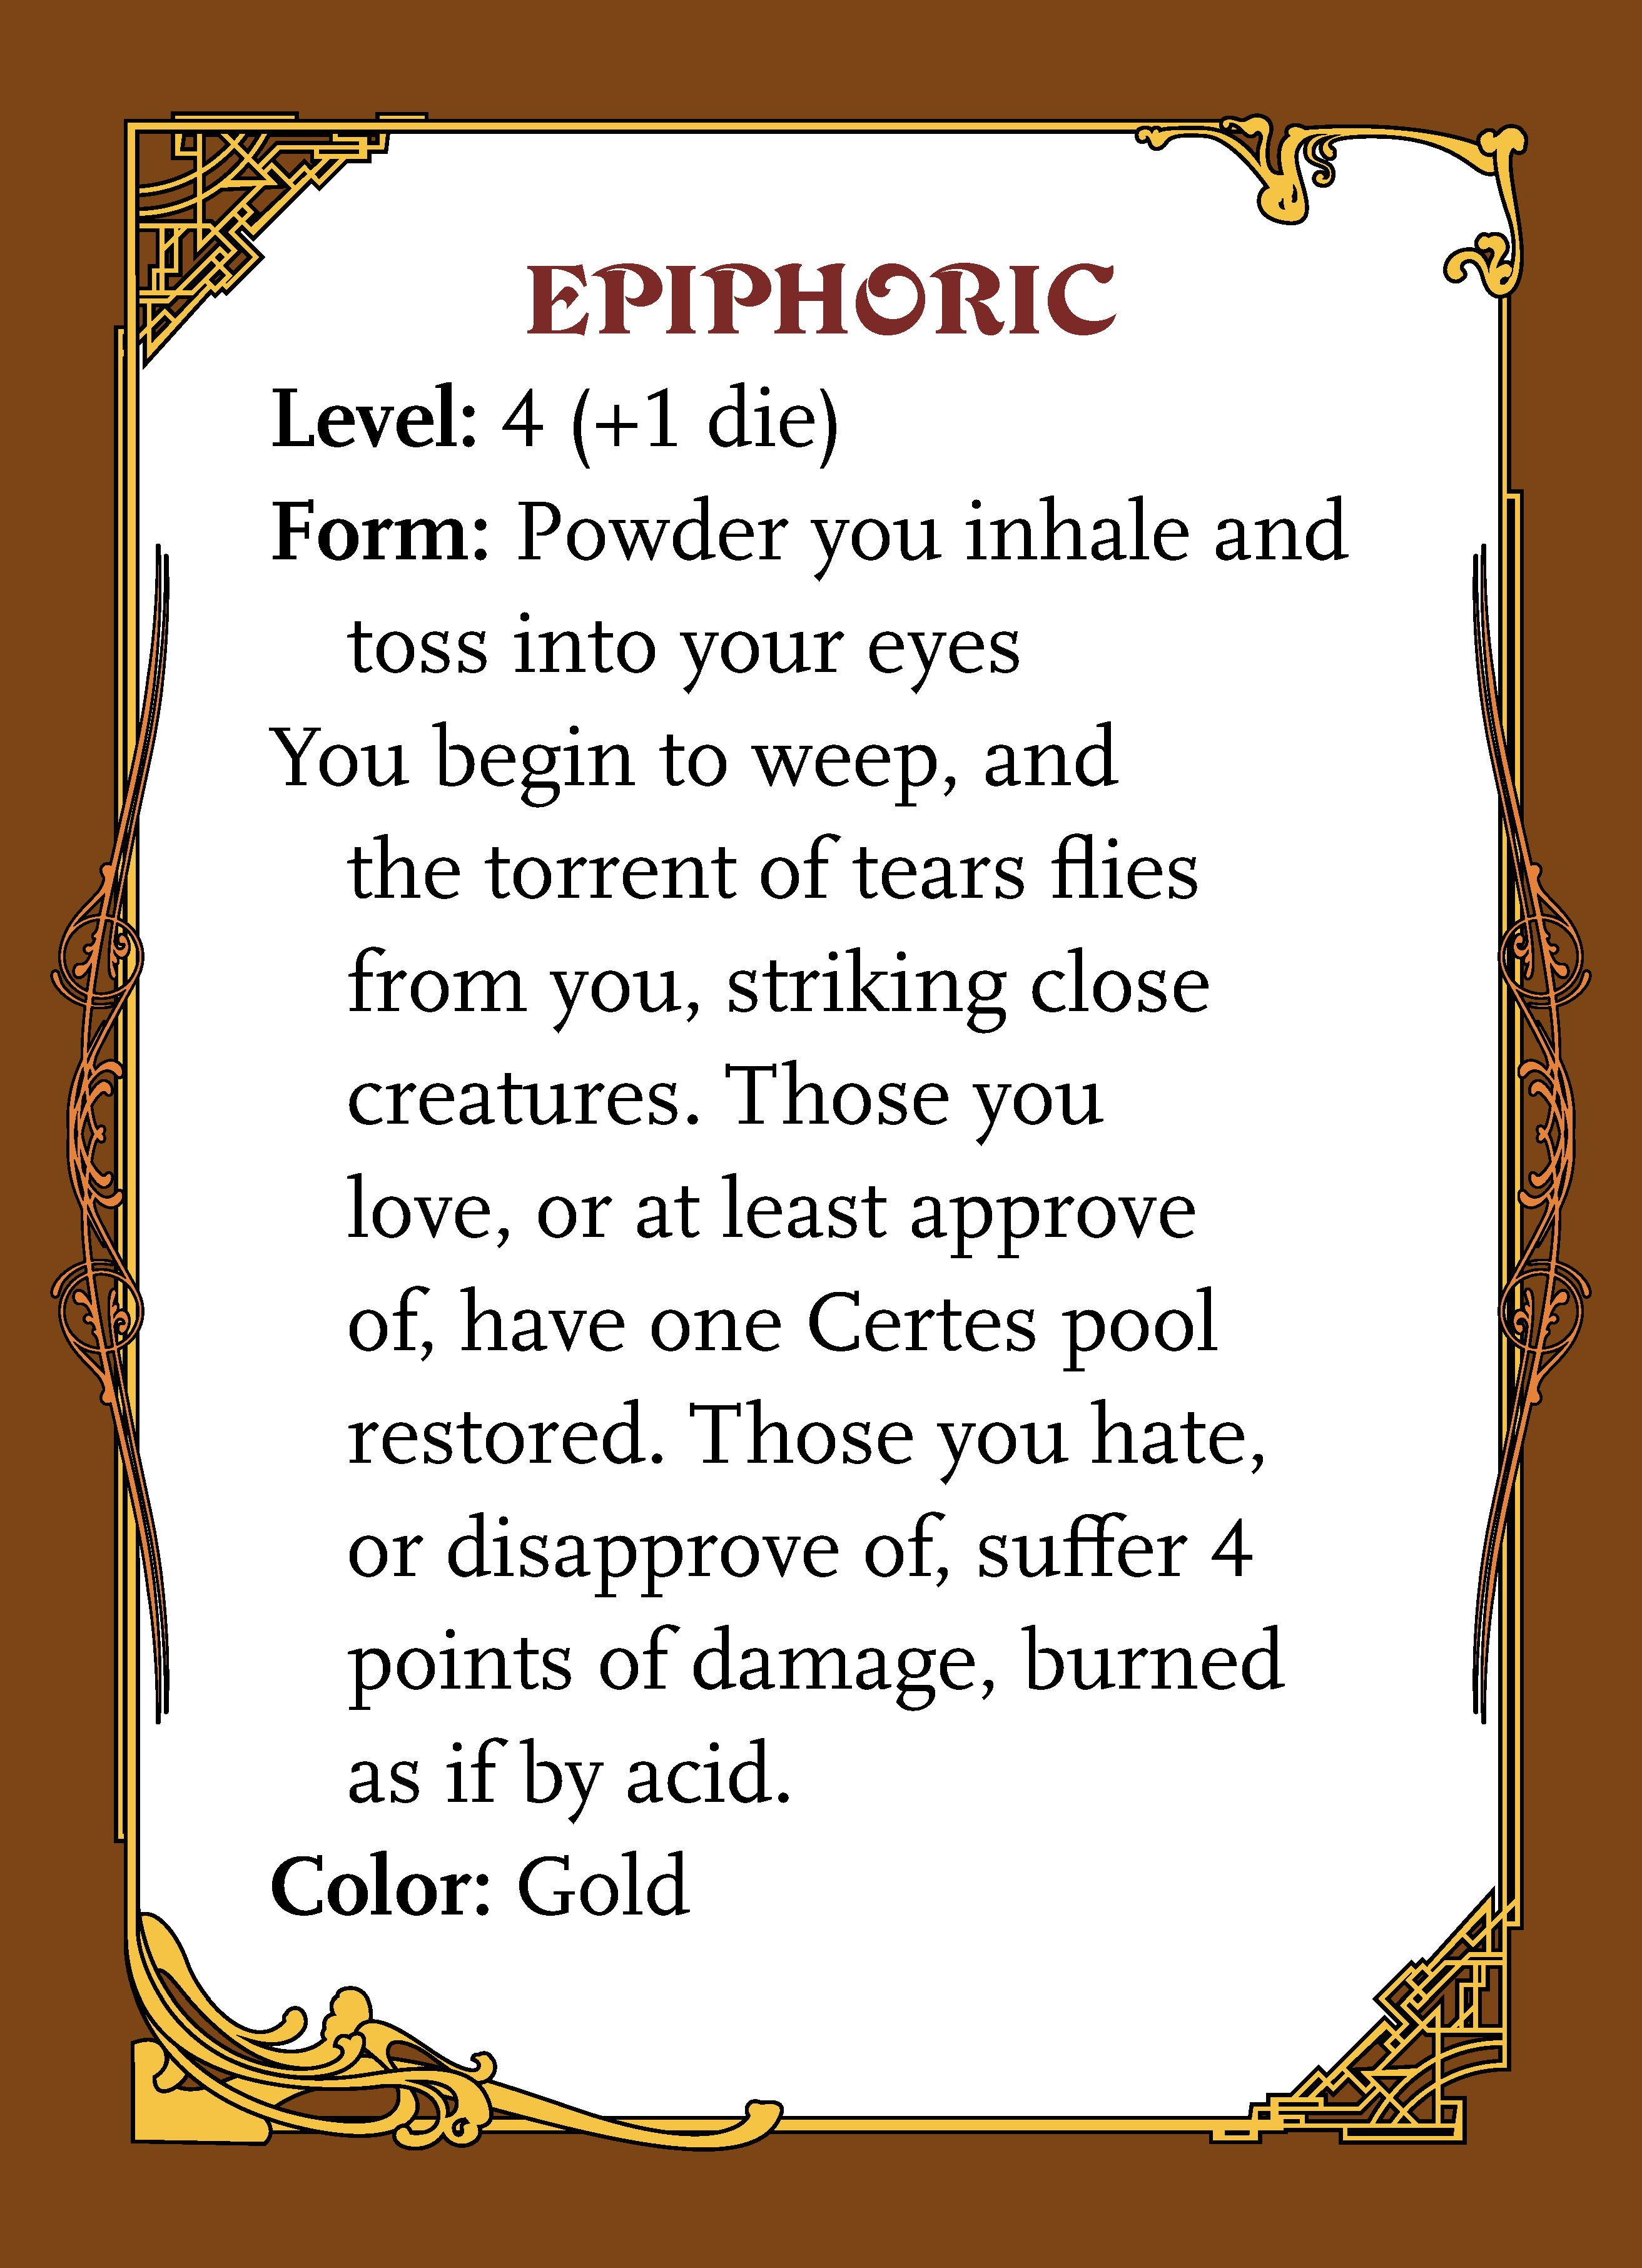 EPIPHORIC
Level: 4 (+1 die)
Form: Powder you inhale and
toss into your eyes
You begin to weep, and
the torrent of tears flies
from you, striking close
creatures. Those you
love, or at least approve
of, have one Certes pool
restored. Those you hate,
or disapprove of, suffer 4
points of damage, burned
as if by acid.
Color: Gold